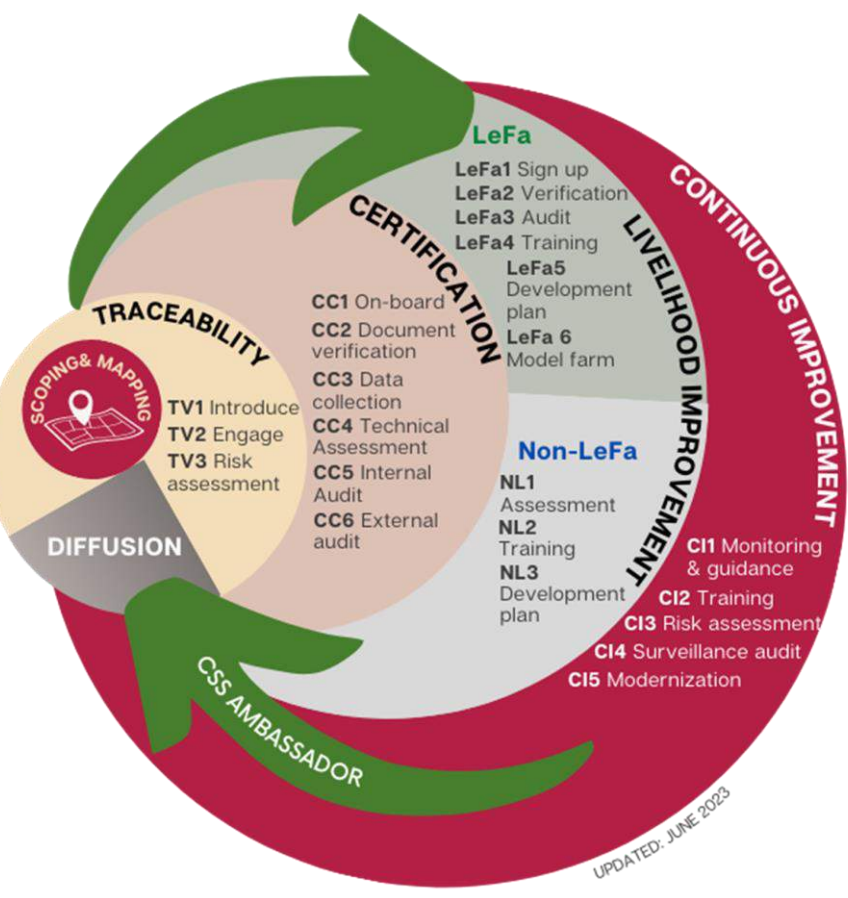 SCOPING& MAPPING
TRACEABILITY
TV1 Introduce
TV2 Engage
TV3 Risk
assessment
DIFFUSION
CERTIFICATION
CC1 On-board
CC2 Document
verification
CC3 Data
collection
CC4 Technical
Assessment
CC5 Internal
Audit
CC6 External
audit
LIVELIHOOD IMPROVEMENT
LeFa
LeFa1 Sign up
LeFa2 Verification
LeFa3 Audit
LeFa4 Training
LeFa5
Development
plan
LeFa 6
Model farm
Non-LeFa
NL1
Assessment
NL2
Training
NL3
Development
plan
CONTINUOUS IMPROVEMENT
CI1 Monitoring
& guidance
CI2 Training
CI3 Risk assessment
CI4 Surveillance audit
CI5 Modernization
CSS AMBASSADOR
UPDATED: JUNE 2023